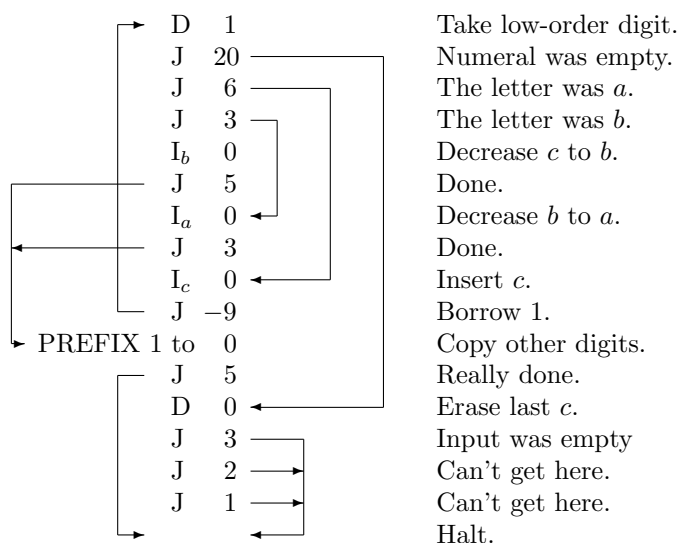 D 1 Take low-order digit.
J 20 Numeral was empty.
J 6 The letter was a.
J 3 The letter was b.
I_b 0 Decrease c to b.
J 5 Done.
I_a 0 Decrease b to a.
J 3 Done.
I_c 0 Insert c.
J −9 Borrow 1.
PREFIX 1 to 0 Copy other digits.
J 5 Really done.
D 0 Erase last c.
J 3 Input was empty
J 2 Can't get here.
J 1 Can't get here.
Halt.